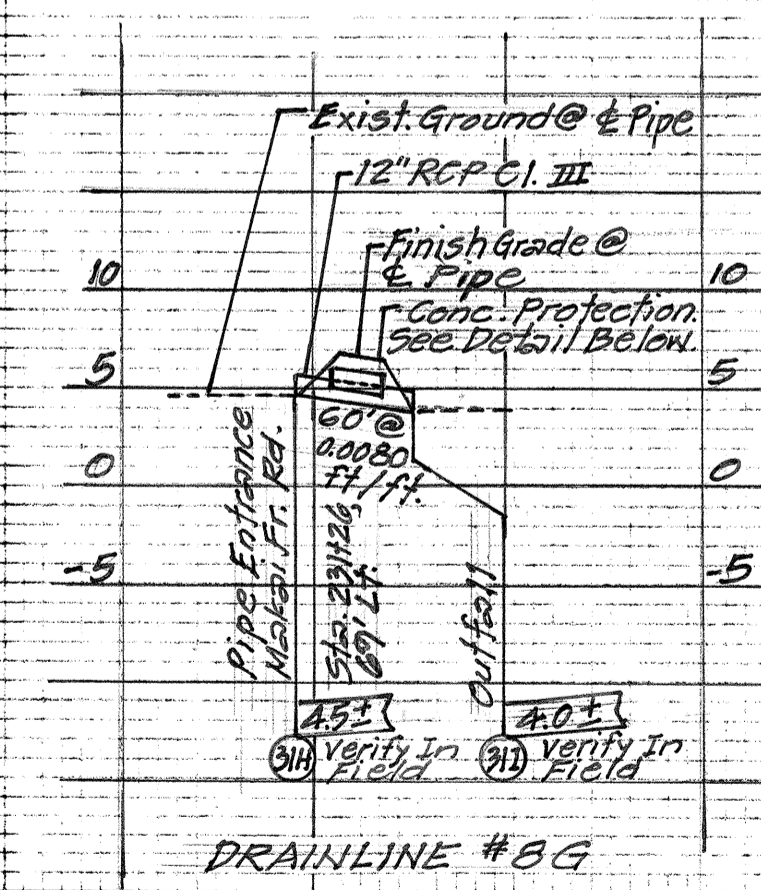 Exist. Ground @ ℄ Pipe
12" RCP Cl. III
Finish Grade @
℄ Pipe
Conc. Protection
See Detail Below.
10
10
5
5
0
0
-5
-5
60' @
0.0080
ft/ft.
Pipe Entrance
Makai Fr. Rd.
Sta. 231+26,
69' Lt.
Outfall
4.5±
4.0±
31H
Verify In
Field
31I
Verify In
Field
DRAINLINE #8G